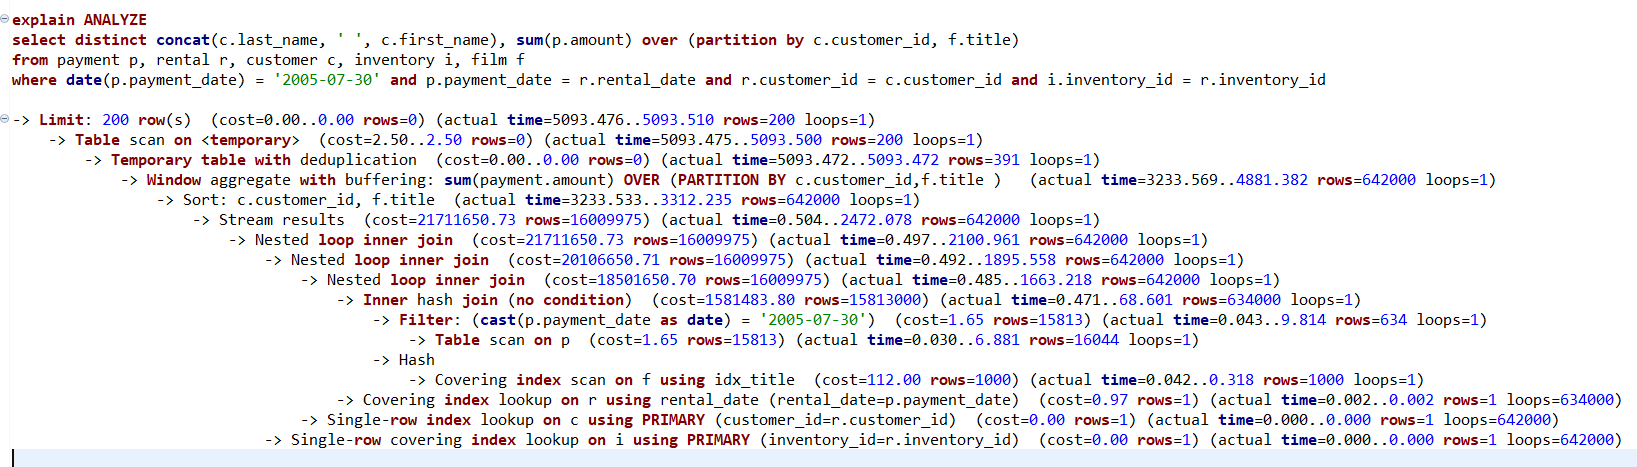 explain ANALYZE
select distinct concat(c.last_name, ' ', c.first_name), sum(p.amount) over (partition by c.customer_id, f.title)
from payment p, rental r, customer c, inventory i, film f
where date(p.payment_date) = '2005-07-30' and p.payment_date = r.rental_date and r.customer_id = c.customer_id and i.inventory_id = r.inventory_id
-> Limit: 200 row(s) (cost=0.00..0.00 rows=0) (actual time=5093.476..5093.510 rows=200 loops=1)
-> Table scan on <temporary> (cost=2.50..2.50 rows=0) (actual time=5093.475..5093.500 rows=200 loops=1)
-> Temporary table with deduplication (cost=0.00..0.00 rows=0) (actual time=5093.472..5093.472 rows=391 loops=1)
-> Window aggregate with buffering: sum(payment.amount) OVER (PARTITION BY c.customer_id,f.title ) (actual time=3233.569..4881.382 rows=642000 loops=1)
-> Sort: c.customer_id, f.title (actual time=3233.533..3312.235 rows=642000 loops=1)
-> Stream results (cost=21711650.73 rows=16009975) (actual time=0.504..2472.078 rows=642000 loops=1)
-> Nested loop inner join (cost=21711650.73 rows=16009975) (actual time=0.497..2100.961 rows=642000 loops=1)
-> Nested loop inner join (cost=20106650.71 rows=16009975) (actual time=0.492..1895.558 rows=642000 loops=1)
-> Nested loop inner join (cost=18501650.70 rows=16009975) (actual time=0.485..1663.218 rows=642000 loops=1)
-> Inner hash join (no condition) (cost=1581483.80 rows=15813000) (actual time=0.471..68.601 rows=634000 loops=1)
-> Filter: (cast(p.payment_date as date) = '2005-07-30') (cost=1.65 rows=15813) (actual time=0.043..9.814 rows=634 loops=1)
-> Table scan on p (cost=1.65 rows=15813) (actual time=0.030..6.881 rows=16044 loops=1)
-> Hash
-> Covering index scan on f using idx_title (cost=112.00 rows=1000) (actual time=0.042..0.318 rows=1000 loops=1)
-> Covering index lookup on r using rental_date (rental_date=p.payment_date) (cost=0.97 rows=1) (actual time=0.002..0.002 rows=1 loops=634000)
-> Single-row index lookup on c using PRIMARY (customer_id=r.customer_id) (cost=0.00 rows=1) (actual time=0.000..0.000 rows=1 loops=642000)
-> Single-row covering index lookup on i using PRIMARY (inventory_id=r.inventory_id) (cost=0.00 rows=1) (actual time=0.000..0.000 rows=1 loops=642000)